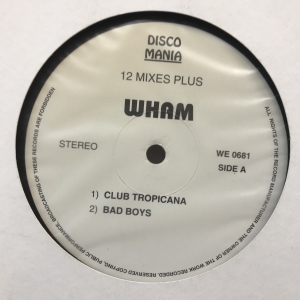 DISCO
MANIA
12 MIXES PLUS
WHAM
STEREO
WE 0681
SIDE A
1) CLUB TROPICANA
2) BAD BOYS
ALL RIGHTS OF THE RECORD MANUFACTURER AND THE OWNER OF THE WORK RECORDED, RESERVED COPYING, PUBLIC PERFORMANCE, BROADCASTING OF THESE RECORDS ARE FORBIDDEN